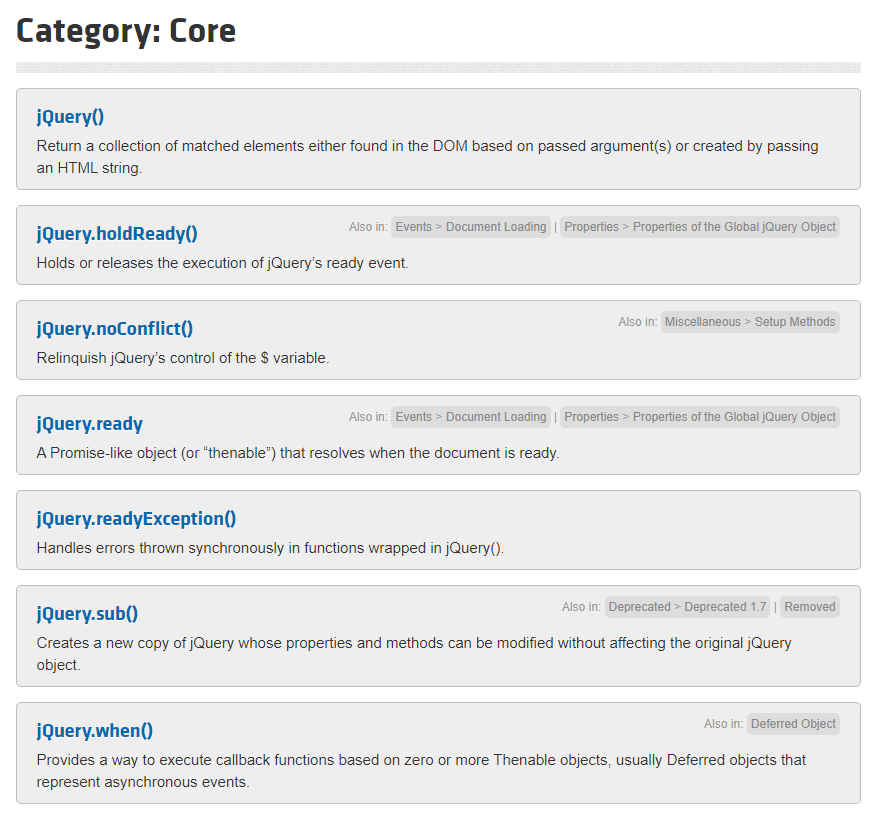 Category: Core
jQuery()
Return a collection of matched elements either found in the DOM based on passed argument(s) or created by passing
an HTML string.
Also in: Events > Document Loading | Properties > Properties of the Global jQuery Object
jQuery.holdReady()
Holds or releases the execution of jQuery’s ready event.
Also in: Miscellaneous > Setup Methods
jQuery.noConflict()
Relinquish jQuery’s control of the $ variable.
Also in: Events > Document Loading | Properties > Properties of the Global jQuery Object
jQuery.ready
A Promise-like object (or “thenable”) that resolves when the document is ready.
jQuery.readyException()
Handles errors thrown synchronously in functions wrapped in jQuery().
Also in: Deprecated > Deprecated 1.7 | Removed
jQuery.sub()
Creates a new copy of jQuery whose properties and methods can be modified without affecting the original jQuery
object.
Also in: Deferred Object
jQuery.when()
Provides a way to execute callback functions based on zero or more Thenable objects, usually Deferred objects that
represent asynchronous events.